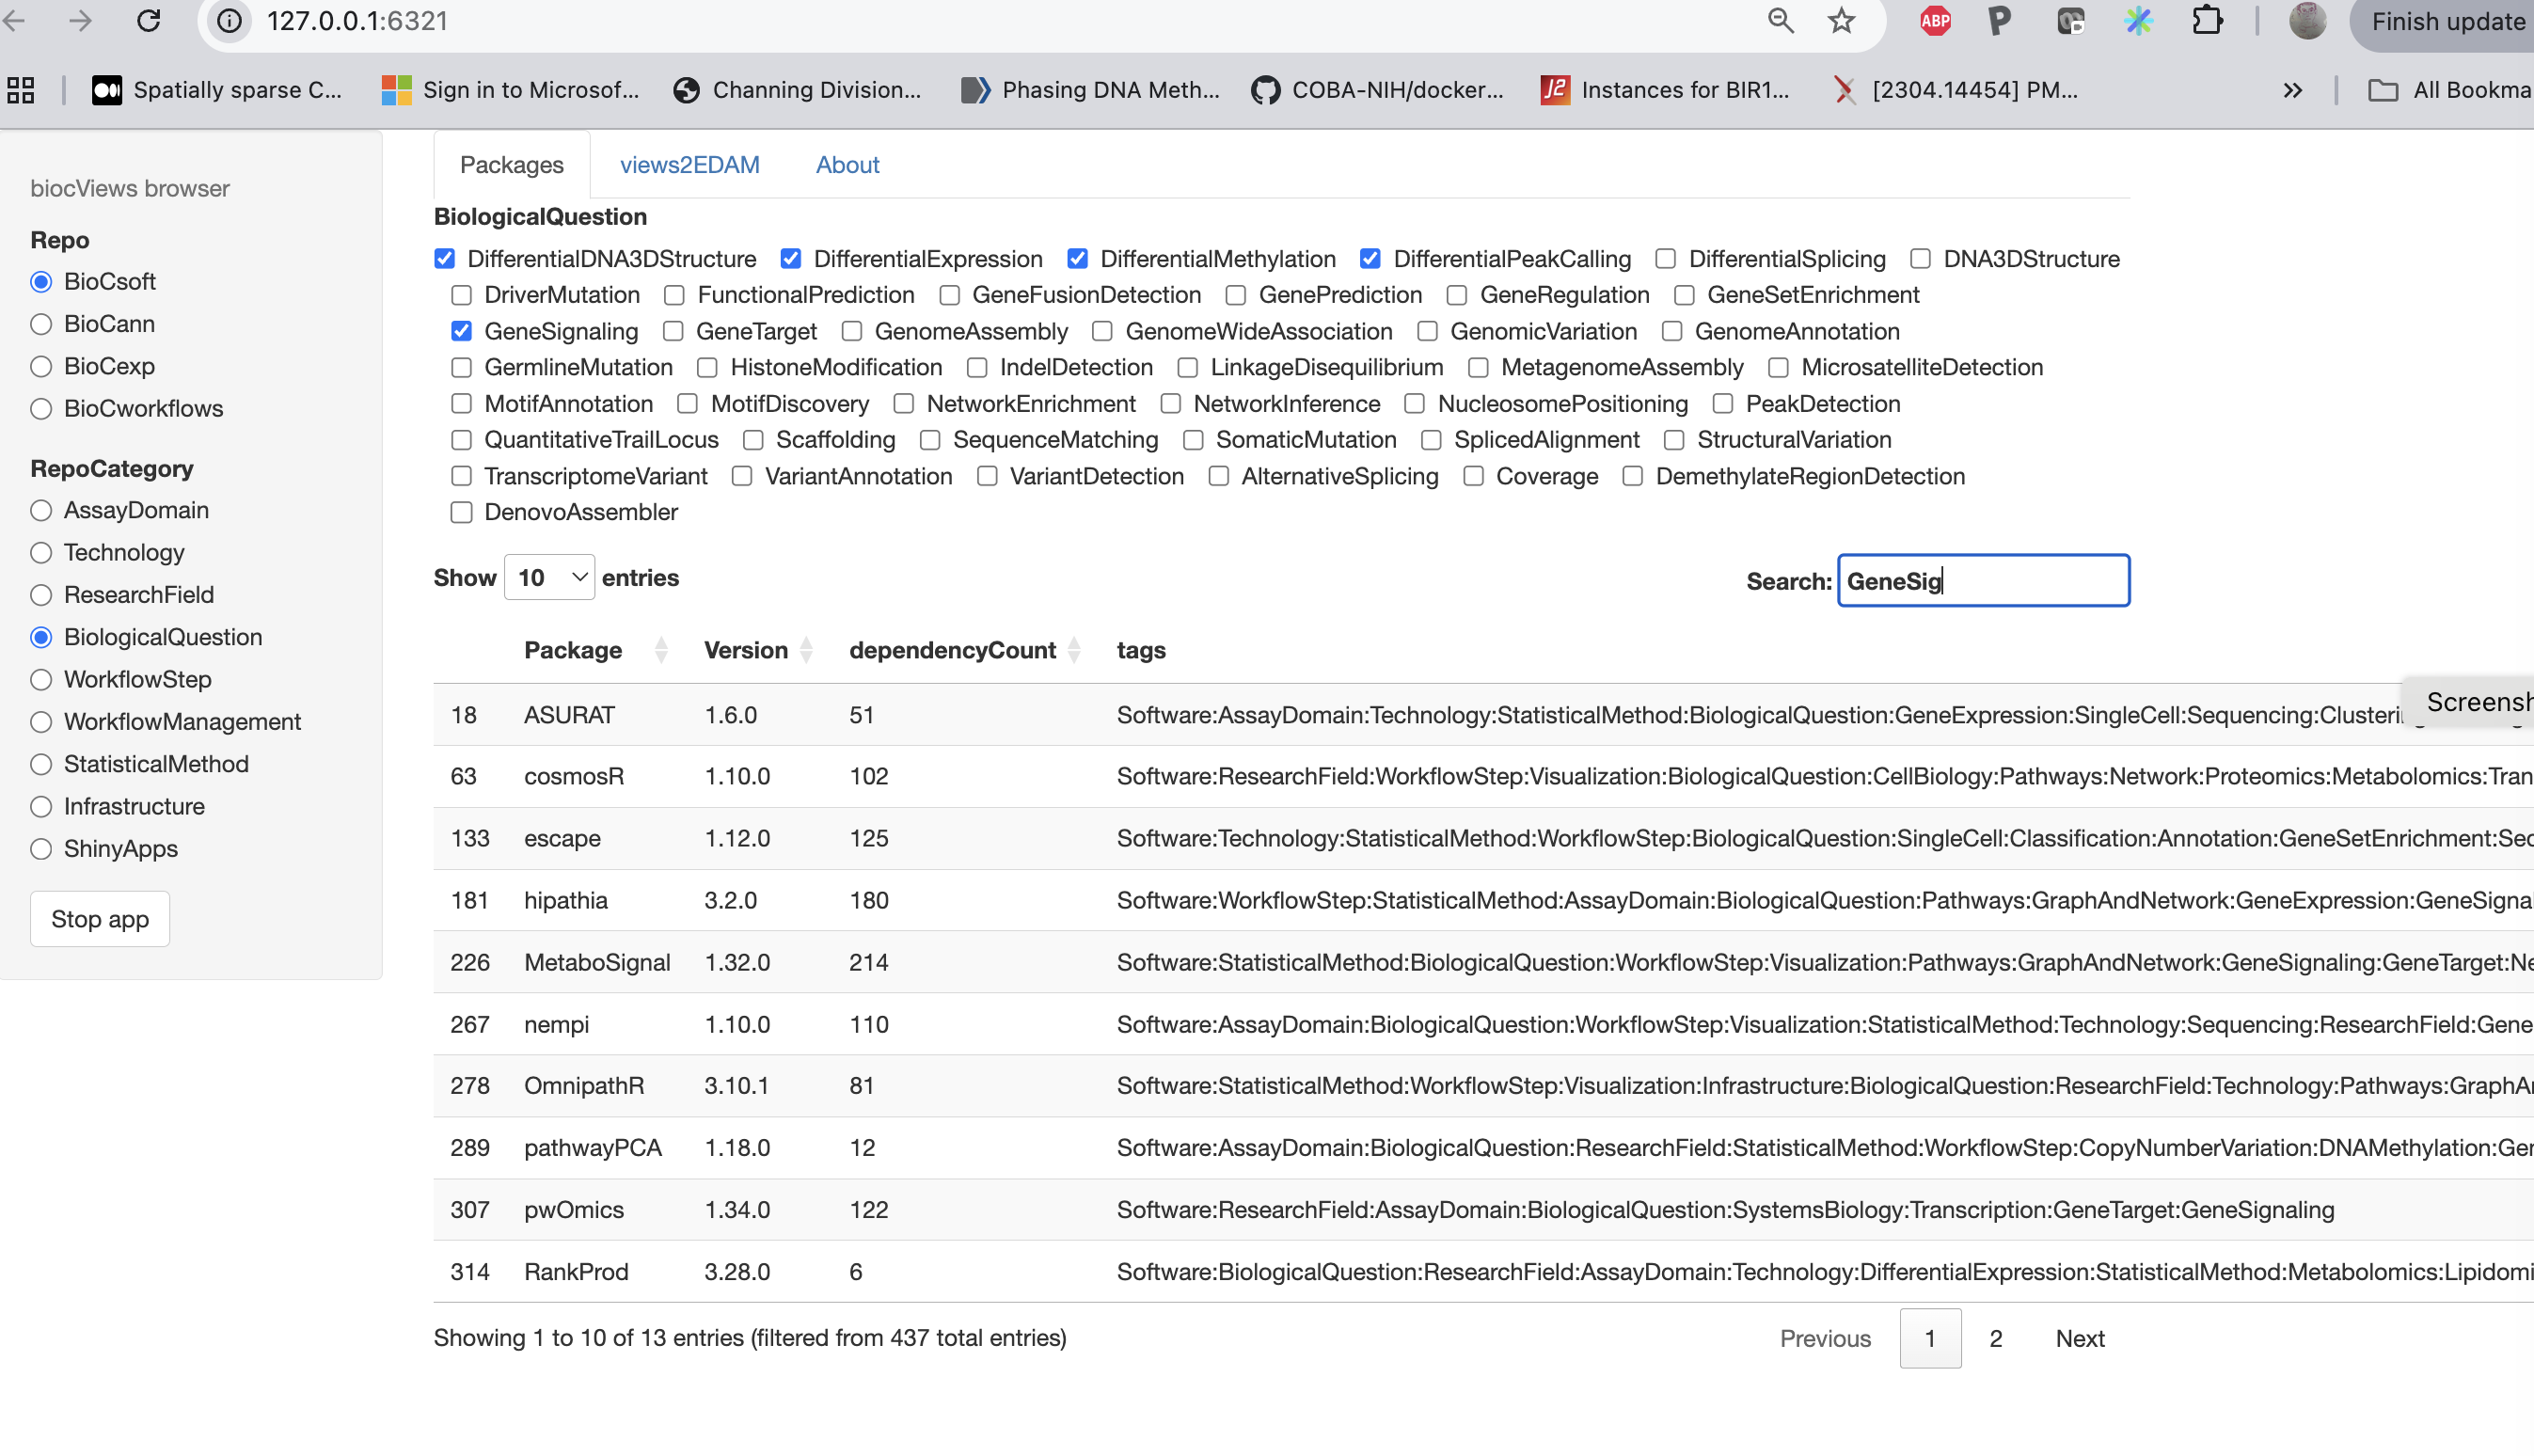 127.0.0.1:6321
ABP
Finish update
Spatially sparse C...
Sign in to Microsof...
Channing Division...
Phasing DNA Meth...
COBA-NIH/docker...
J2 Instances for BIR1...
[2304.14454] PM...
All Bookma
biocViews browser
Repo
BioCsoft
BioCann
BioCexp
BioCworkflows
RepoCategory
AssayDomain
Technology
ResearchField
BiologicalQuestion
WorkflowStep
WorkflowManagement
StatisticalMethod
Infrastructure
ShinyApps
Stop app
Packages views2EDAM About
BiologicalQuestion
DifferentialDNA3DStructure DifferentialExpression DifferentialMethylation DifferentialPeakCalling DifferentialSplicing DNA3DStructure
DriverMutation FunctionalPrediction GeneFusionDetection GenePrediction GeneRegulation GeneSetEnrichment
GeneSignaling GeneTarget GenomeAssembly GenomeWideAssociation GenomicVariation GenomeAnnotation
GermlineMutation HistoneModification IndelDetection LinkageDisequilibrium MetagenomeAssembly MicrosatelliteDetection
MotifAnnotation MotifDiscovery NetworkEnrichment NetworkInference NucleosomePositioning PeakDetection
QuantitativeTrailLocus Scaffolding SequenceMatching SomaticMutation SplicedAlignment StructuralVariation
TranscriptomeVariant VariantAnnotation VariantDetection AlternativeSplicing Coverage DemethylateRegionDetection
DenovoAssembler
Show 10 entries
Search: GeneSig
Package Version dependencyCount tags
Screensh
18 ASURAT 1.6.0 51 Software:AssayDomain:Technology:StatisticalMethod:BiologicalQuestion:GeneExpression:SingleCell:Sequencing:Clusteri
63 cosmosR 1.10.0 102 Software:ResearchField:WorkflowStep:Visualization:BiologicalQuestion:CellBiology:Pathways:Network:Proteomics:Metabolomics:Tran
133 escape 1.12.0 125 Software:Technology:StatisticalMethod:WorkflowStep:BiologicalQuestion:SingleCell:Classification:Annotation:GeneSetEnrichment:Sec
181 hipathia 3.2.0 180 Software:WorkflowStep:StatisticalMethod:AssayDomain:BiologicalQuestion:Pathways:GraphAndNetwork:GeneExpression:GeneSigna
226 MetaboSignal 1.32.0 214 Software:StatisticalMethod:BiologicalQuestion:WorkflowStep:Visualization:Pathways:GraphAndNetwork:GeneSignaling:GeneTarget:Ne
267 nempi 1.10.0 110 Software:AssayDomain:BiologicalQuestion:WorkflowStep:Visualization:StatisticalMethod:Technology:Sequencing:ResearchField:Gene
278 OmnipathR 3.10.1 81 Software:StatisticalMethod:WorkflowStep:Visualization:Infrastructure:BiologicalQuestion:ResearchField:Technology:Pathways:GraphAn
289 pathwayPCA 1.18.0 12 Software:AssayDomain:BiologicalQuestion:ResearchField:StatisticalMethod:WorkflowStep:CopyNumberVariation:DNAMethylation:Gen
307 pwOmics 1.34.0 122 Software:ResearchField:AssayDomain:BiologicalQuestion:SystemsBiology:Transcription:GeneTarget:GeneSignaling
314 RankProd 3.28.0 6 Software:BiologicalQuestion:ResearchField:AssayDomain:Technology:DifferentialExpression:StatisticalMethod:Metabolomics:Lipidomi
Showing 1 to 10 of 13 entries (filtered from 437 total entries)
Previous 1 2 Next